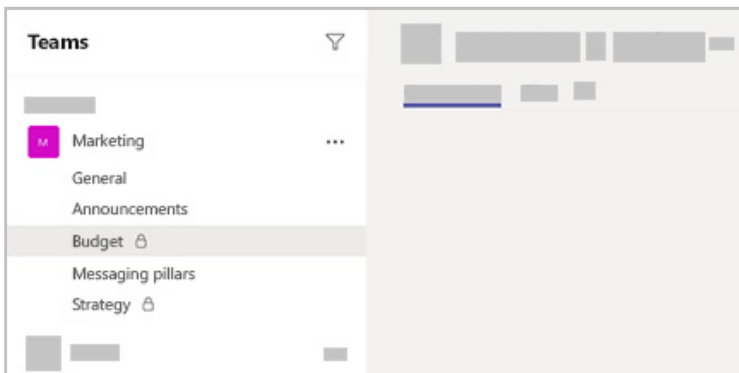 Teams
M Marketing
General
Announcements
Budget
Messaging pillars
Strategy